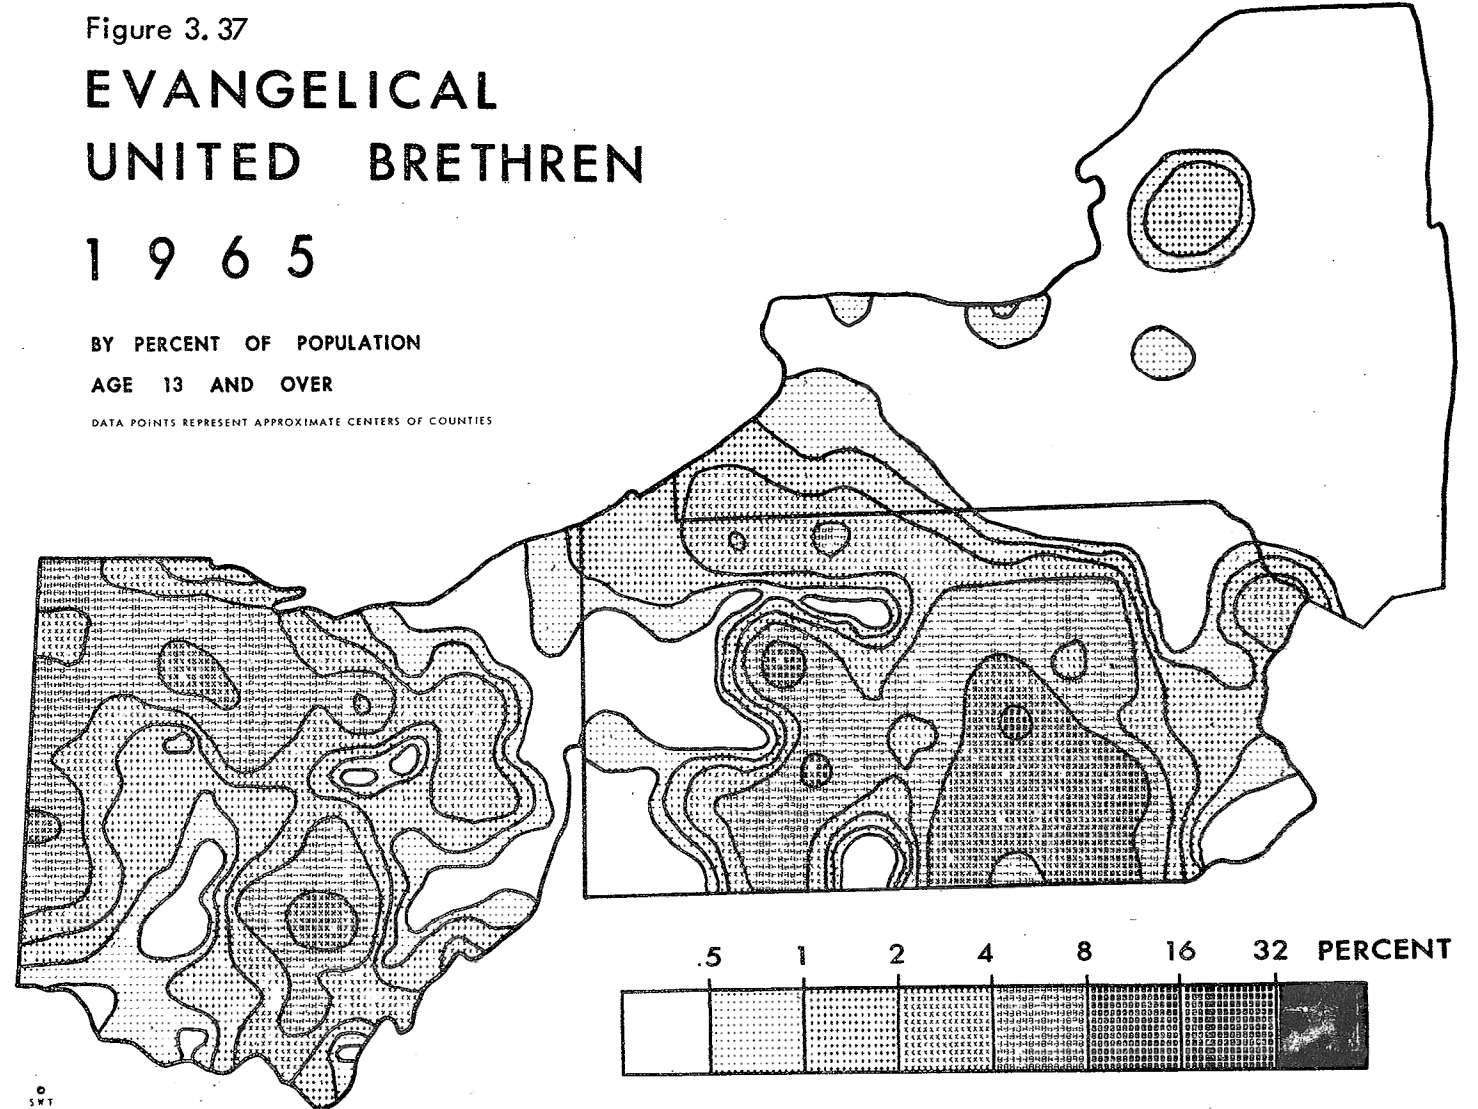 Figure 3.37
EVANGELICAL
UNITED BRETHREN
1965
BY PERCENT OF POPULATION
AGE 13 AND OVER
DATA POINTS REPRESENT APPROXIMATE CENTERS OF COUNTIES
.5 1 2 4 8 16 32 PERCENT
©
SWT